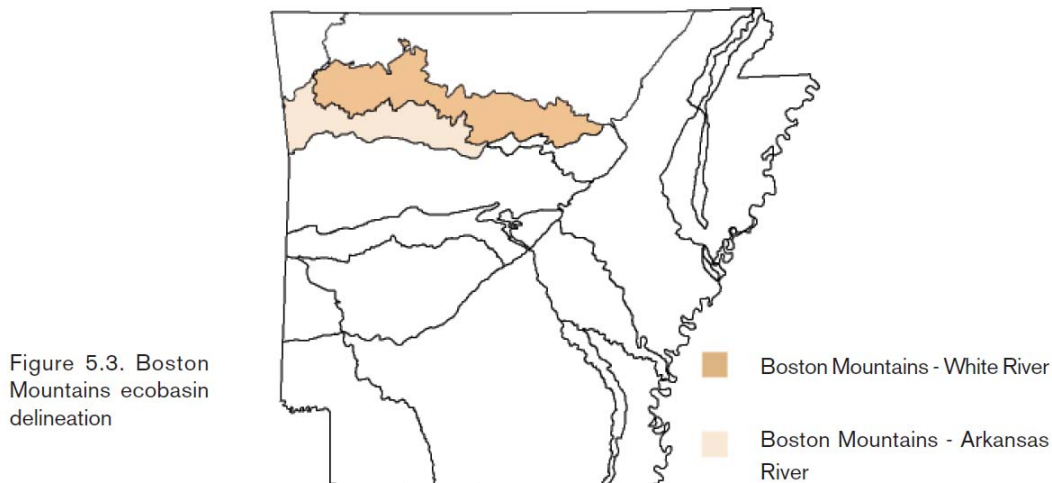 Figure 5.3. Boston
Mountains ecobasin
delineation
Boston Mountains - White River
Boston Mountains - Arkansas
River